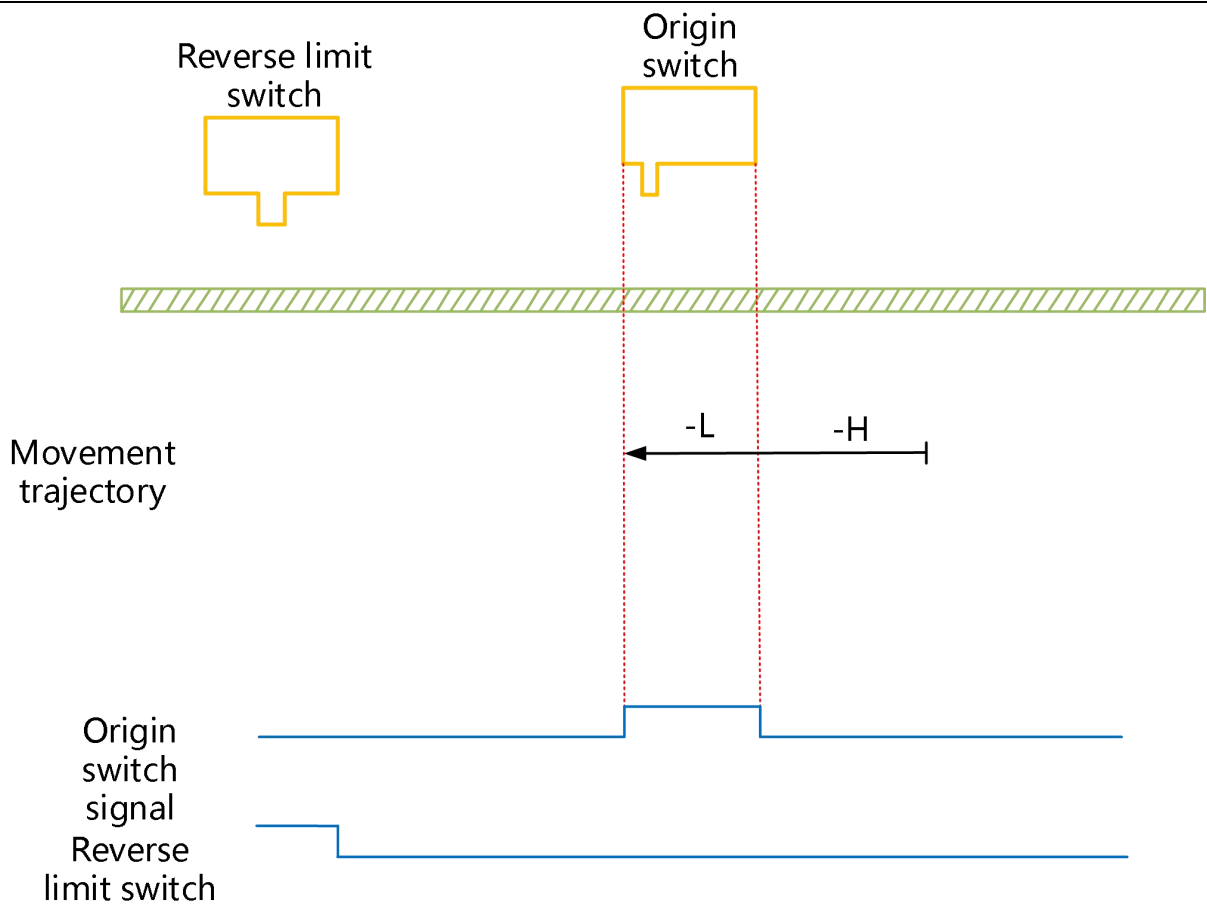 Reverse limit
switch
Origin
switch
-L
-H
Movement
trajectory
Origin
switch
signal
Reverse
limit switch